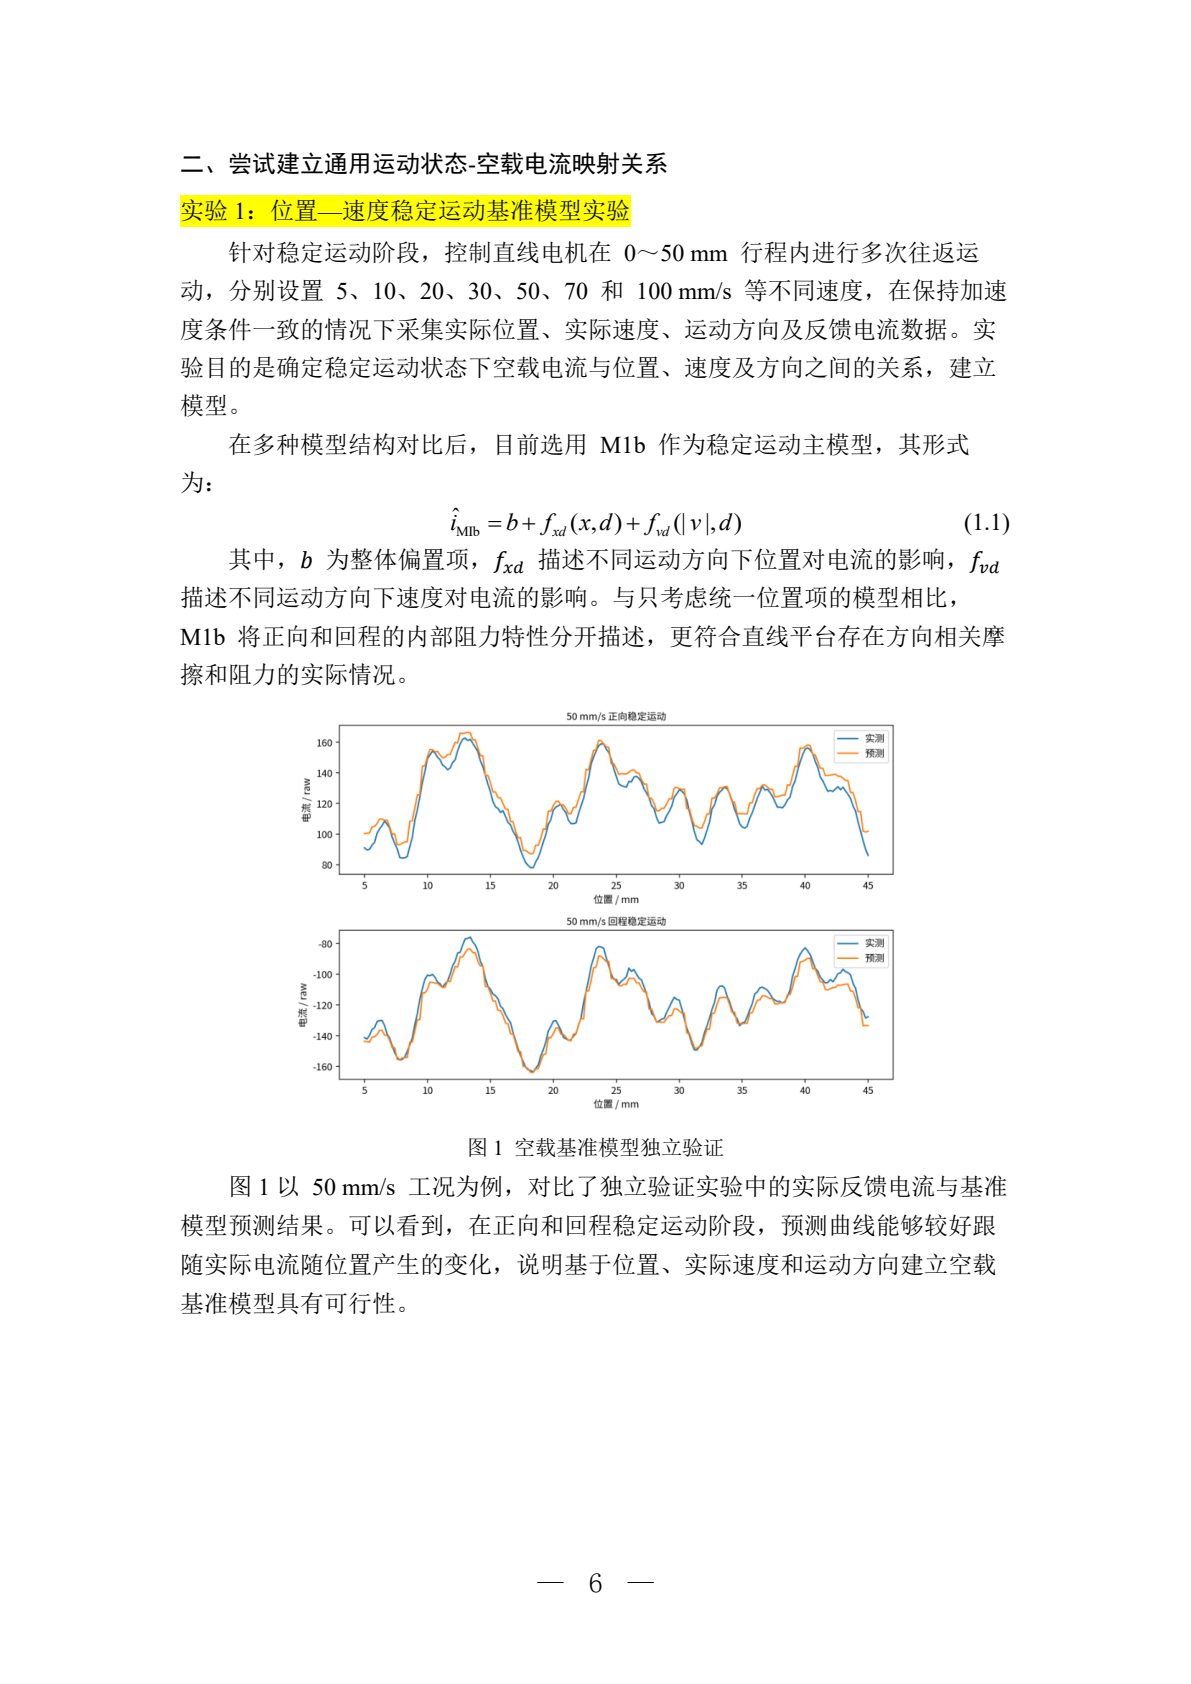 二、尝试建立通用运动状态-空载电流映射关系
实验 1：位置—速度稳定运动基准模型实验
针对稳定运动阶段，控制直线电机在 0～50 mm 行程内进行多次往返运
动，分别设置 5、10、20、30、50、70 和 100 mm/s 等不同速度，在保持加速
度条件一致的情况下采集实际位置、实际速度、运动方向及反馈电流数据。实
验目的是确定稳定运动状态下空载电流与位置、速度及方向之间的关系，建立
模型。
在多种模型结构对比后，目前选用 M1b 作为稳定运动主模型，其形式
为：
î_MIb = b + f_xd(x,d) + f_vd(|v|,d) (1.1)
其中，b 为整体偏置项，f_xd 描述不同运动方向下位置对电流的影响，f_vd
描述不同运动方向下速度对电流的影响。与只考虑统一位置项的模型相比，
M1b 将正向和回程的内部阻力特性分开描述，更符合直线平台存在方向相关摩
擦和阻力的实际情况。
50 mm/s 正向稳定运动
实测
预测
电流 / raw
160
140
120
100
80
5 10 15 20 25 30 35 40 45
位置 / mm
50 mm/s 回程稳定运动
实测
预测
电流 / raw
-80
-100
-120
-140
-160
5 10 15 20 25 30 35 40 45
位置 / mm
图 1 空载基准模型独立验证
图 1 以 50 mm/s 工况为例，对比了独立验证实验中的实际反馈电流与基准
模型预测结果。可以看到，在正向和回程稳定运动阶段，预测曲线能够较好跟
随实际电流随位置产生的变化，说明基于位置、实际速度和运动方向建立空载
基准模型具有可行性。
— 6 —